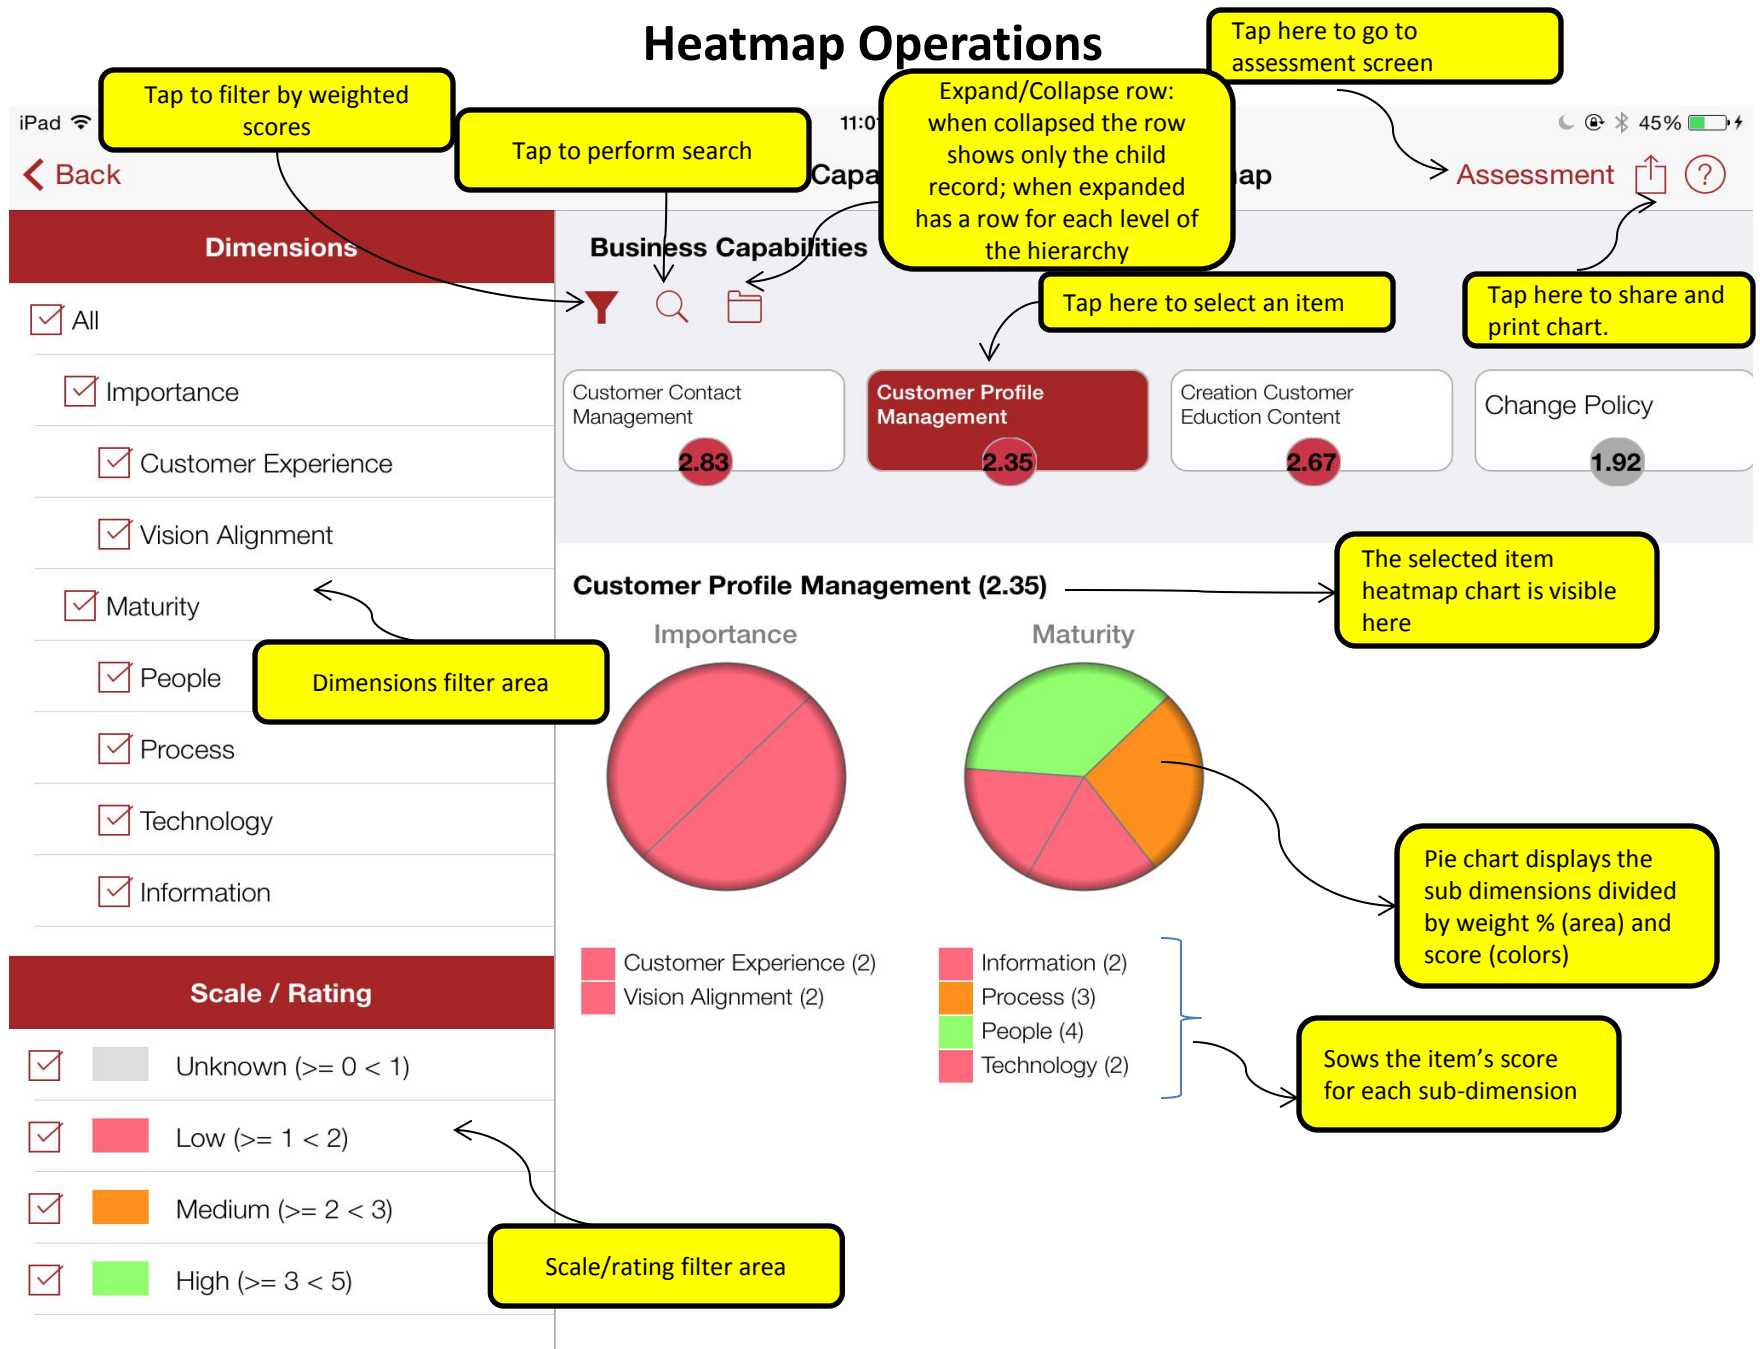 Heatmap Operations
Tap here to go to
assessment screen
Tap to filter by weighted
scores
Tap to perform search
Expand/Collapse row:
when collapsed the row
shows only the child
record; when expanded
has a row for each level of
the hierarchy
iPad
45%
Back
Assessment
?
Dimensions
Business Capabilities
Tap here to select an item
Tap here to share and
print chart.
All
Importance
Customer Experience
Vision Alignment
Maturity
People
Process
Technology
Information
Dimensions filter area
Customer Contact
Management
2.83
Customer Profile
Management
2.35
Creation Customer
Eduction Content
2.67
Change Policy
1.92
The selected item
heatmap chart is visible
here
Customer Profile Management (2.35)
Importance
Maturity
Pie chart displays the
sub dimensions divided
by weight % (area) and
score (colors)
Customer Experience (2)
Vision Alignment (2)
Information (2)
Process (3)
People (4)
Technology (2)
Sows the item's score
for each sub-dimension
Scale / Rating
Unknown (>= 0 < 1)
Low (>= 1 < 2)
Medium (>= 2 < 3)
High (>= 3 < 5)
Scale/rating filter area